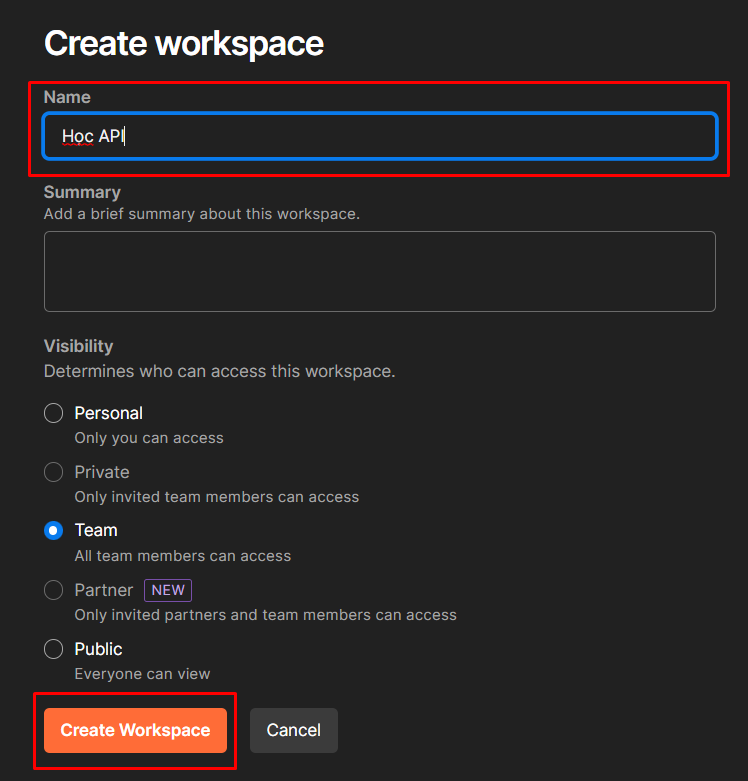 Create workspace
Name
Học API
Summary
Add a brief summary about this workspace.
Visibility
Determines who can access this workspace.
Personal
Only you can access
Private
Only invited team members can access
Team
All team members can access
Partner NEW
Only invited partners and team members can access
Public
Everyone can view
Create Workspace Cancel